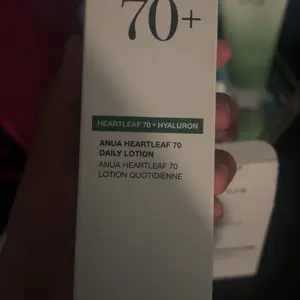 70+
HEARTLEAF 70 + HYALURON
ANUA HEARTLEAF 70
DAILY LOTION
ANUA HEARTLEAF 70
LOTION QUOTIDIENNE